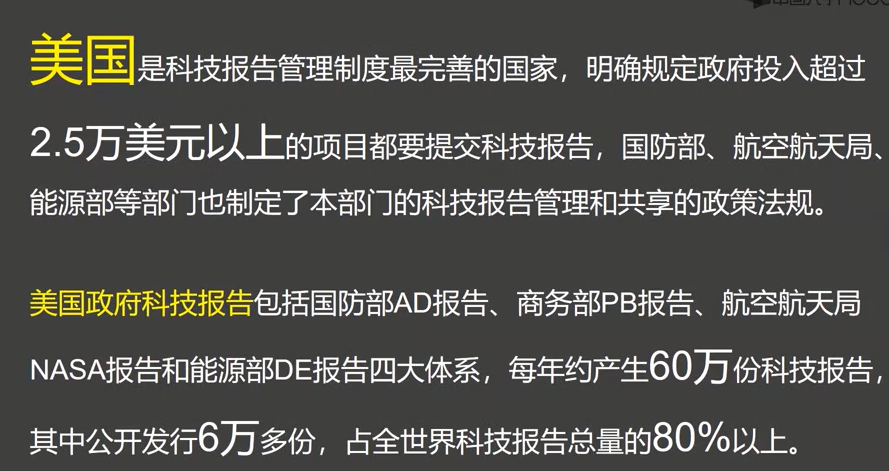 美国是科技报告管理制度最完善的国家，明确规定政府投入超过
2.5万美元以上的项目都要提交科技报告，国防部、航空航天局、
能源部等部门也制定了本部门的科技报告管理和共享的政策法规。
美国政府科技报告包括国防部AD报告、商务部PB报告、航空航天局
NASA报告和能源部DE报告四大体系，每年约产生60万份科技报告，
其中公开发行6万多份，占全世界科技报告总量的80%以上。